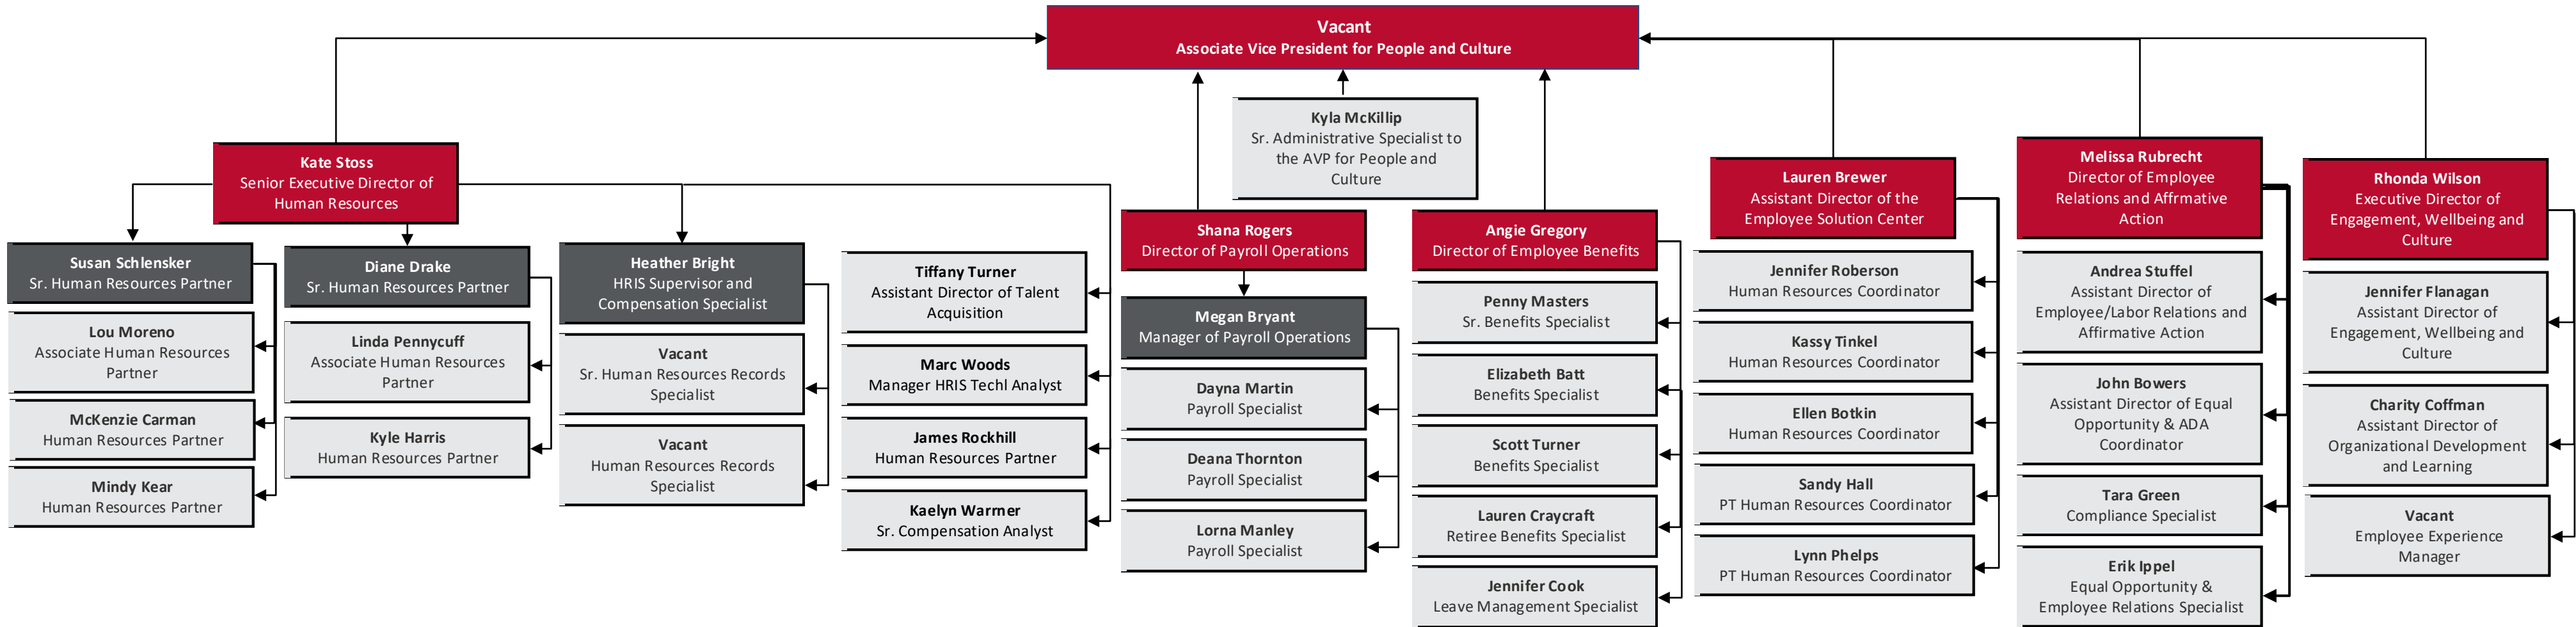 Vacant
Associate Vice President for People and Culture
Kyla McKillip
Sr. Administrative Specialist to
the AVP for People and
Culture
Kate Stoss
Senior Executive Director of
Human Resources
Susan Schlensker
Sr. Human Resources Partner
Lou Moreno
Associate Human Resources
Partner
McKenzie Carman
Human Resources Partner
Mindy Kear
Human Resources Partner
Diane Drake
Sr. Human Resources Partner
Linda Pennycuff
Associate Human Resources
Partner
Kyle Harris
Human Resources Partner
Heather Bright
HRIS Supervisor and
Compensation Specialist
Vacant
Sr. Human Resources Records
Specialist
Vacant
Human Resources Records
Specialist
Tiffany Turner
Assistant Director of Talent
Acquisition
Marc Woods
Manager HRIS Techl Analyst
James Rockhill
Human Resources Partner
Kaelyn Warmer
Sr. Compensation Analyst
Shana Rogers
Director of Payroll Operations
Megan Bryant
Manager of Payroll Operations
Dayna Martin
Payroll Specialist
Deana Thornton
Payroll Specialist
Lorna Manley
Payroll Specialist
Angie Gregory
Director of Employee Benefits
Penny Masters
Sr. Benefits Specialist
Elizabeth Batt
Benefits Specialist
Scott Turner
Benefits Specialist
Lauren Craycraft
Retiree Benefits Specialist
Jennifer Cook
Leave Management Specialist
Lauren Brewer
Assistant Director of the
Employee Solution Center
Jennifer Roberson
Human Resources Coordinator
Kassy Tinkel
Human Resources Coordinator
Ellen Botkin
Human Resources Coordinator
Sandy Hall
PT Human Resources Coordinator
Lynn Phelps
PT Human Resources Coordinator
Melissa Rubrecht
Director of Employee
Relations and Affrmative
Action
Andrea Stuffel
Assistant Director of
Employee/Labor Relations and
Affirmative Action
John Bowers
Assistant Director of Equal
Opportunity & ADA
Coordinator
Tara Green
Compliance Specialist
Erik Ippel
Equal Opportunity &
Employee Relations Specialist
Rhonda Wilson
Executive Director of
Engagement, Wellbeing and
Culture
Jennifer Flanagan
Assistant Director of
Engagement, Wellbeing and
Culture
Charity Coffman
Assistant Director of
Organizational Development
and Learning
Vacant
Employee Experience
Manager